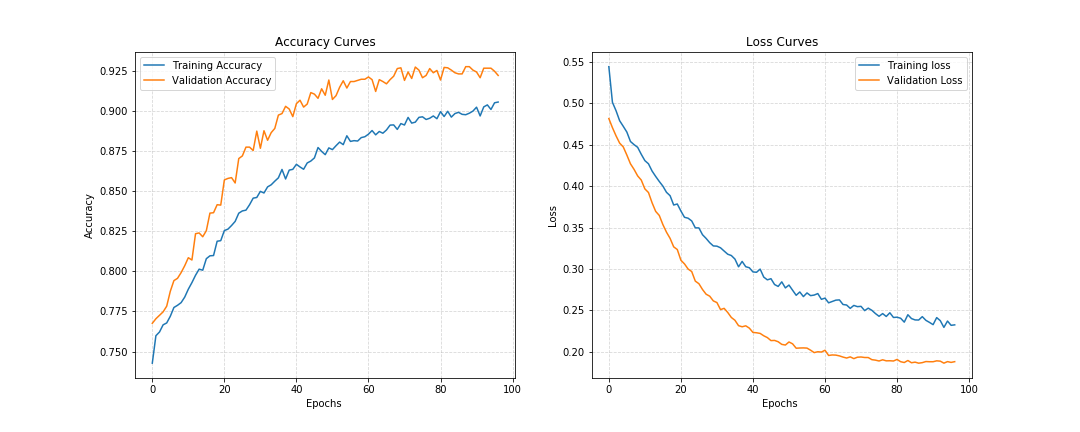 Accuracy Curves
Training Accuracy
Validation Accuracy
0.925
0.900
0.875
0.850
0.825
0.800
0.775
0.750
Accuracy
0 20 40 60 80 100
Epochs
Loss Curves
Training loss
Validation Loss
0.55
0.50
0.45
0.40
0.35
0.30
0.25
0.20
Loss
0 20 40 60 80 100
Epochs